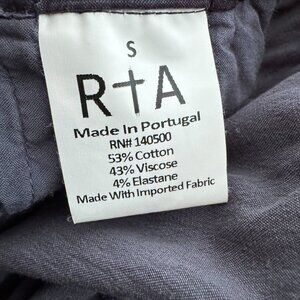 S
R†A
Made In Portugal
RN# 140500
53% Cotton
43% Viscose
4% Elastane
Made With Imported Fabric